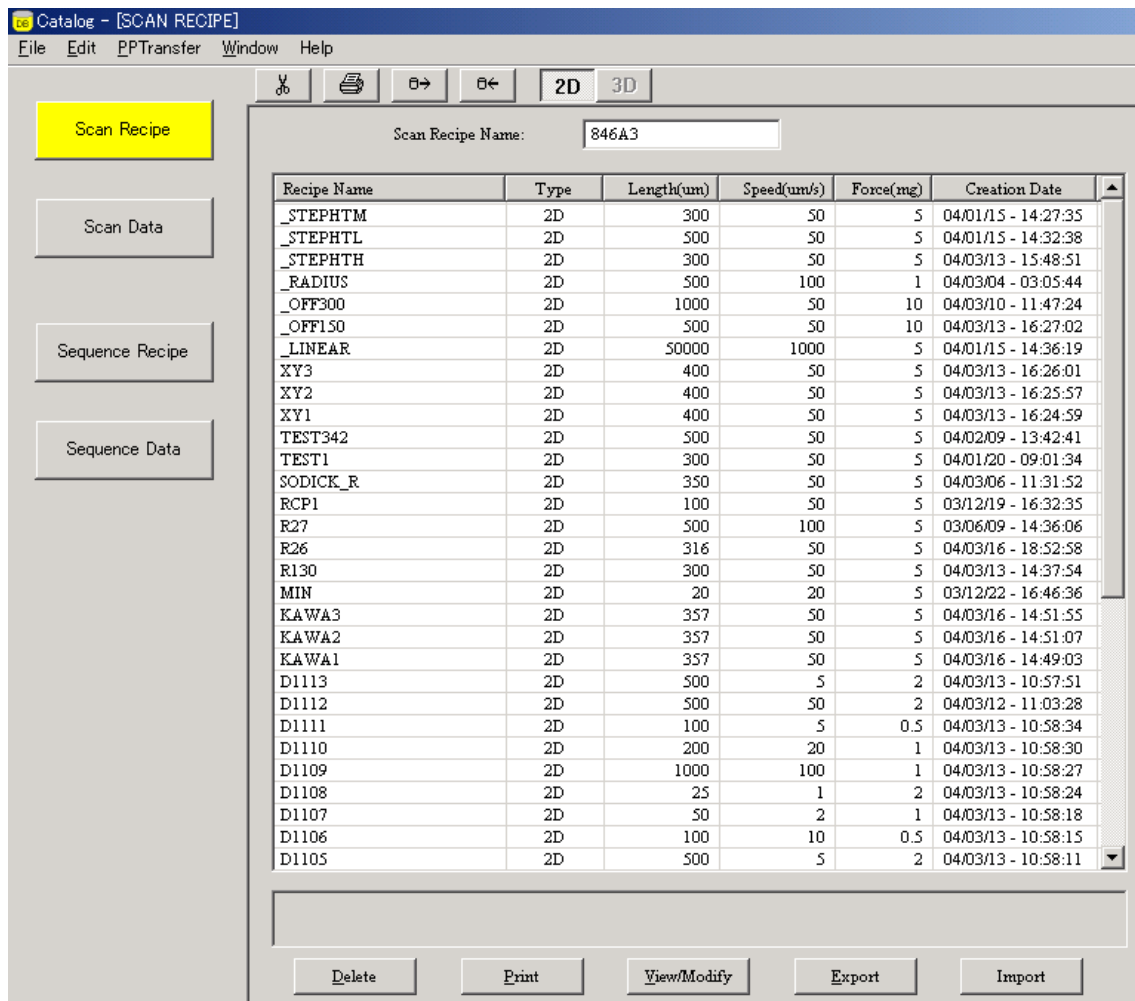 DB Catalog - [SCAN RECIPE]
File Edit PPTransfer Window Help
2D 3D
Scan Recipe
Scan Recipe Name: 846A3
Scan Data
Sequence Recipe
Sequence Data
Recipe Name Type Length(um) Speed(um/s) Force(mg) Creation Date
_STEPHTM 2D 300 50 5 04/01/15 - 14:27:35
_STEPHTL 2D 500 50 5 04/01/15 - 14:32:38
_STEPHTH 2D 300 50 5 04/03/13 - 15:48:51
_RADIUS 2D 500 100 1 04/03/04 - 03:05:44
_OFF300 2D 1000 50 10 04/03/10 - 11:47:24
_OFF150 2D 500 50 10 04/03/13 - 16:27:02
_LINEAR 2D 50000 1000 5 04/01/15 - 14:36:19
XY3 2D 400 50 5 04/03/13 - 16:26:01
XY2 2D 400 50 5 04/03/13 - 16:25:57
XY1 2D 400 50 5 04/03/13 - 16:24:59
TEST342 2D 500 50 5 04/02/09 - 13:42:41
TEST1 2D 300 50 5 04/01/20 - 09:01:34
SODICK_R 2D 350 50 5 04/03/06 - 11:31:52
RCP1 2D 100 50 5 03/12/19 - 16:32:35
R27 2D 500 100 5 03/06/09 - 14:36:06
R26 2D 316 50 5 04/03/16 - 18:52:58
R130 2D 300 50 5 04/03/13 - 14:37:54
MIN 2D 20 20 5 03/12/22 - 16:46:36
KAWA3 2D 357 50 5 04/03/16 - 14:51:55
KAWA2 2D 357 50 5 04/03/16 - 14:51:07
KAWA1 2D 357 50 5 04/03/16 - 14:49:03
D1113 2D 500 5 2 04/03/13 - 10:57:51
D1112 2D 500 50 2 04/03/12 - 11:03:28
D1111 2D 100 5 0.5 04/03/13 - 10:58:34
D1110 2D 200 20 1 04/03/13 - 10:58:30
D1109 2D 1000 100 1 04/03/13 - 10:58:27
D1108 2D 25 1 2 04/03/13 - 10:58:24
D1107 2D 50 2 1 04/03/13 - 10:58:18
D1106 2D 100 10 0.5 04/03/13 - 10:58:15
D1105 2D 500 5 2 04/03/13 - 10:58:11
Delete Print View/Modify Export Import